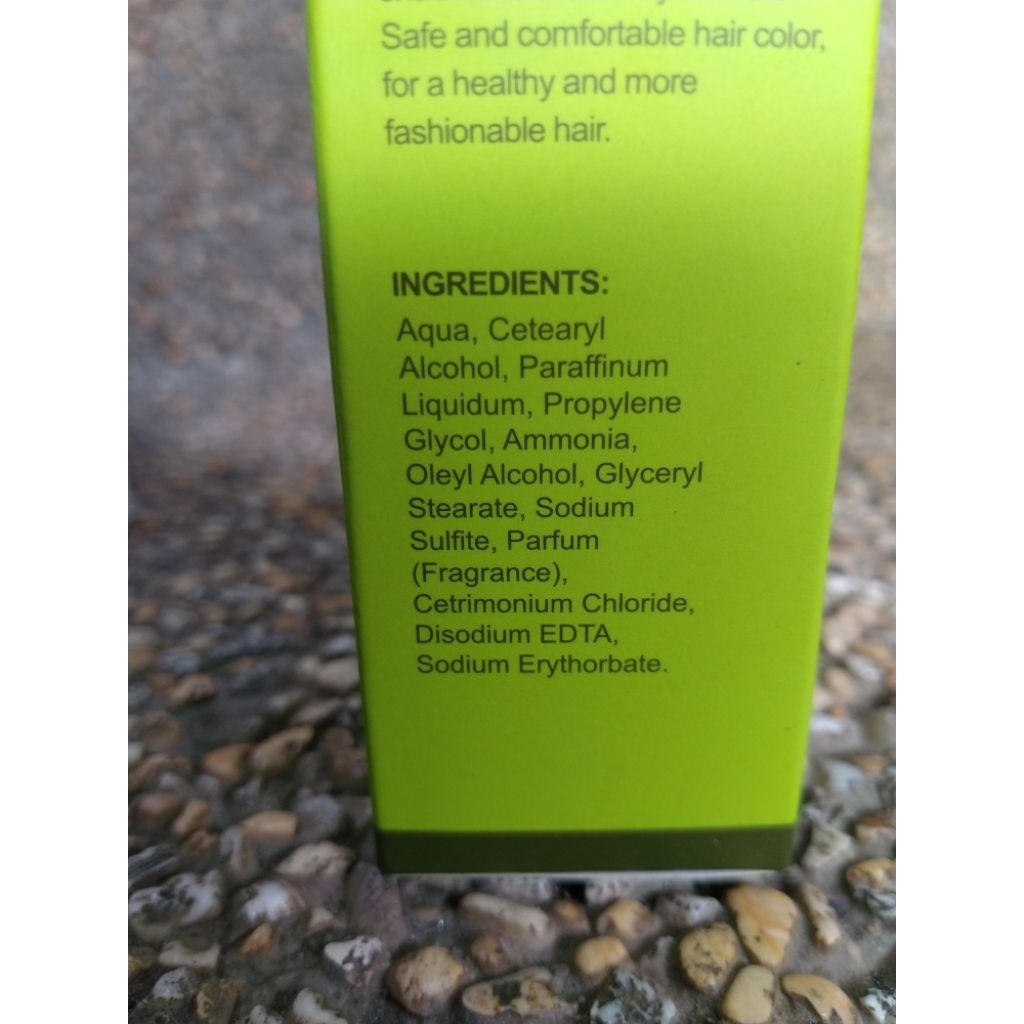 Safe and comfortable hair color,
for a healthy and more
fashionable hair.
INGREDIENTS:
Aqua, Cetearyl
Alcohol, Paraffinum
Liquidum, Propylene
Glycol, Ammonia,
Oleyl Alcohol, Glyceryl
Stearate, Sodium
Sulfite, Parfum
(Fragrance),
Cetrimonium Chloride,
Disodium EDTA,
Sodium Erythorbate.